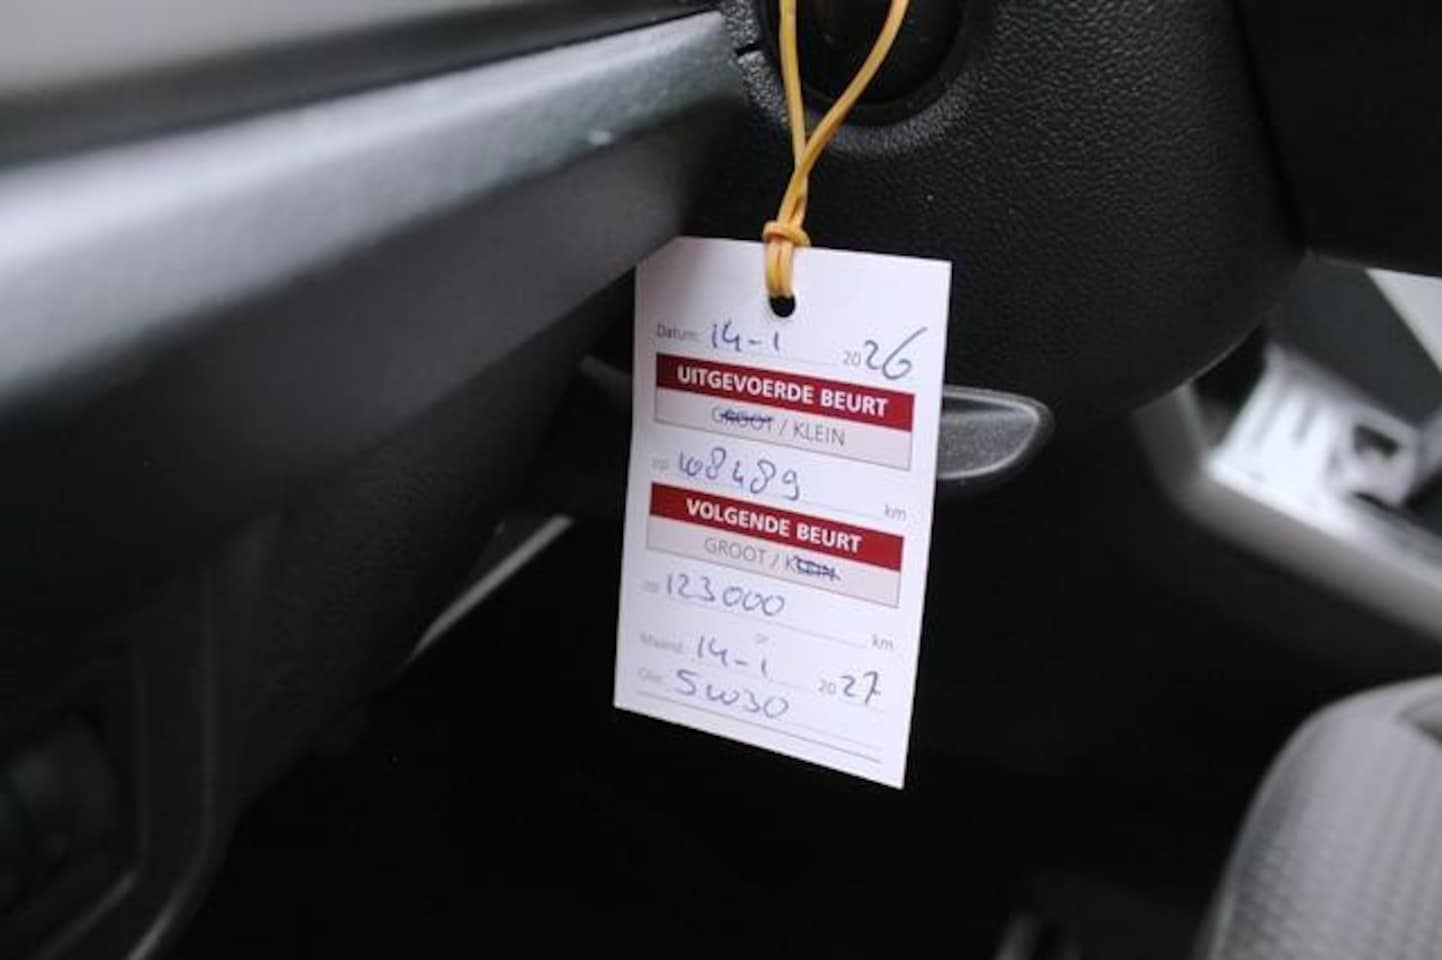 Datum: 14-1 2026
UITGEVOERDE BEURT
GROOT / KLEIN
op 108489 km
VOLGENDE BEURT
GROOT / KLEIN
op 123000 km
or
Maand: 14-1 2027
Olie: 5W30